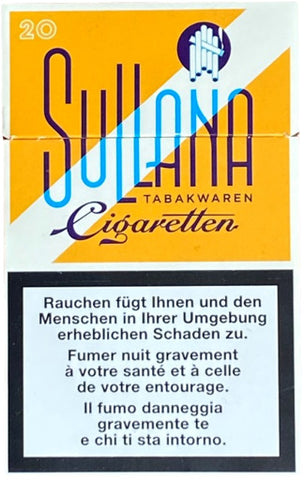 20
SULLANA
TABAKWAREN
Cigaretten
Rauchen fügt Ihnen und den
Menschen in Ihrer Umgebung
erheblichen Schaden zu.
Fumer nuit gravement
à votre santé et à celle
de votre entourage.
Il fumo danneggia
gravemente te
e chi ti sta intorno.